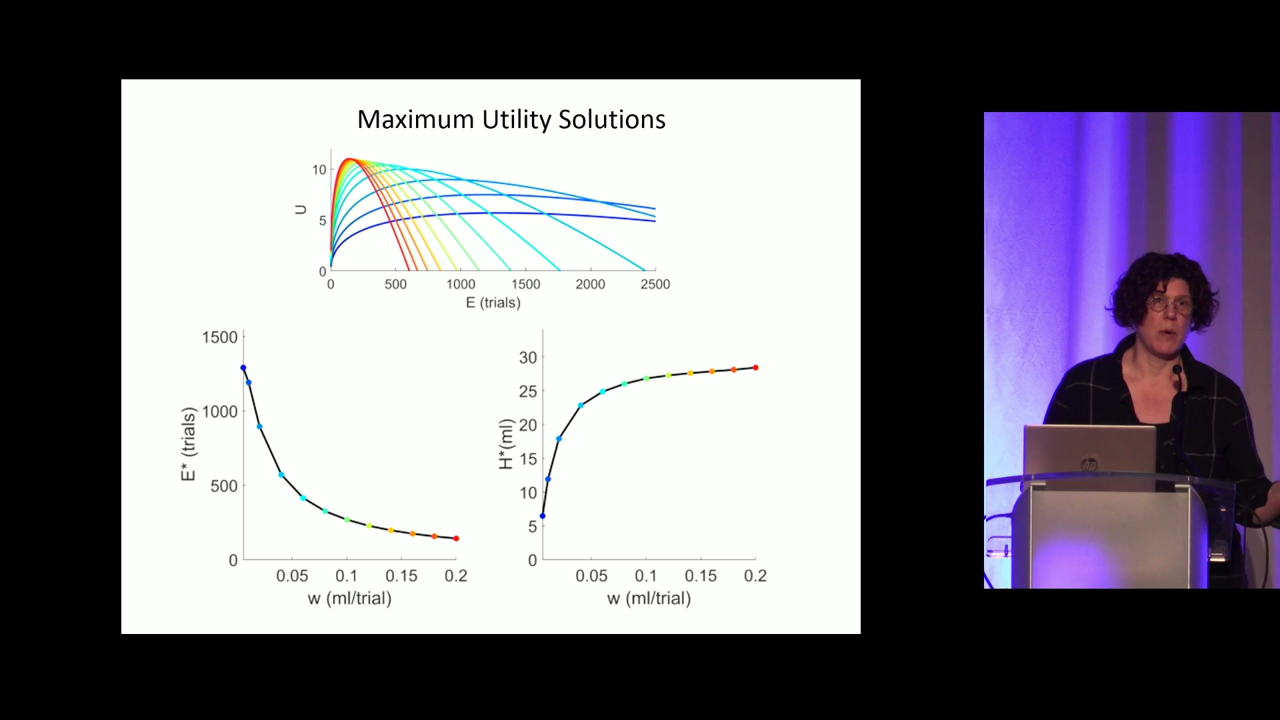 Maximum Utility Solutions
10
5
0
U
0 500 1000 1500 2000 2500
E (trials)
1500
1000
500
0
E* (trials)
0.05 0.1 0.15 0.2
w (ml/trial)
30
25
20
15
10
5
0
H*(ml)
0.05 0.1 0.15 0.2
w (ml/trial)
hp